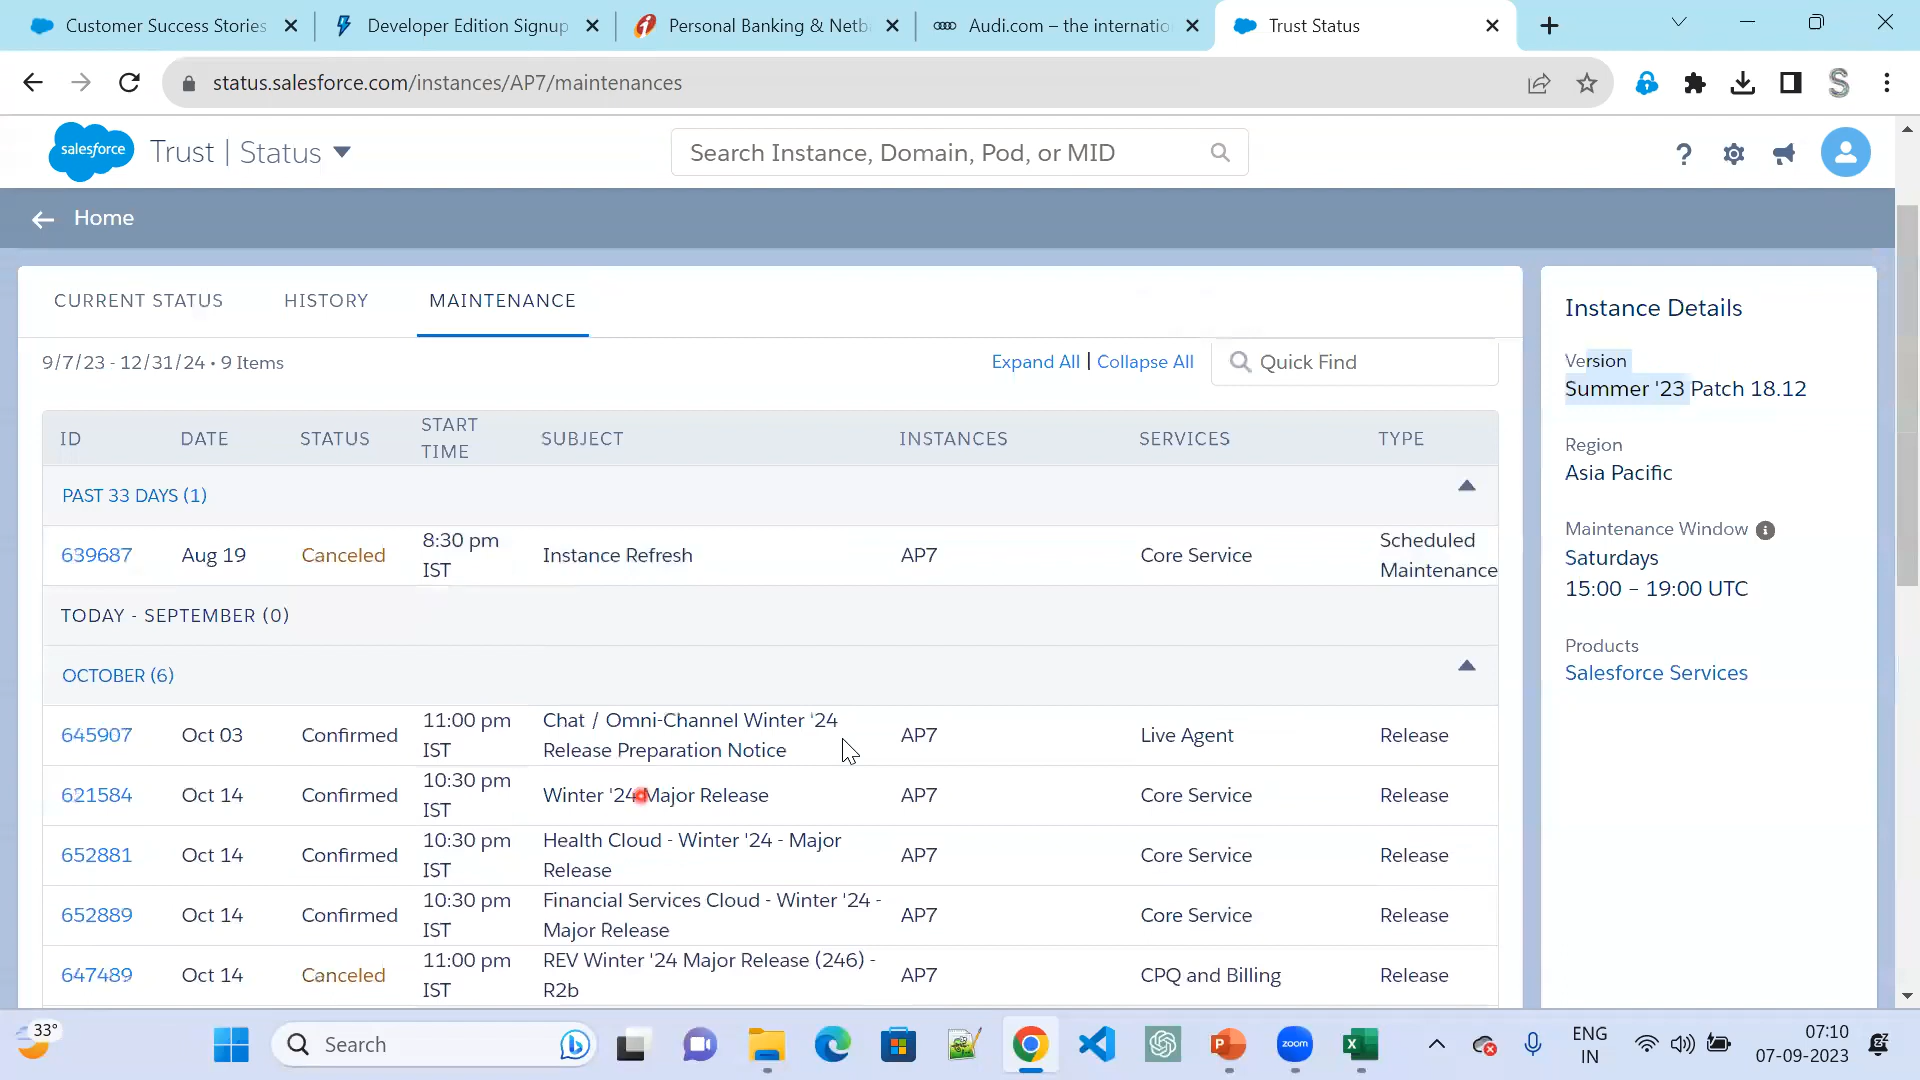 Customer Success Stories
Developer Edition Signup
Personal Banking & Netb
Audi.com – the internatio
Trust Status
status.salesforce.com/instances/AP7/maintenances
S
salesforce
Trust | Status
Search Instance, Domain, Pod, or MID
?
Home
CURRENT STATUS HISTORY MAINTENANCE
9/7/23 - 12/31/24 • 9 Items
Expand All | Collapse All
Quick Find
ID DATE STATUS START TIME SUBJECT INSTANCES SERVICES TYPE
PAST 33 DAYS (1)
639687 Aug 19 Canceled 8:30 pm IST Instance Refresh AP7 Core Service Scheduled Maintenance
TODAY - SEPTEMBER (0)
OCTOBER (6)
645907 Oct 03 Confirmed 11:00 pm IST Chat / Omni-Channel Winter '24 Release Preparation Notice AP7 Live Agent Release
621584 Oct 14 Confirmed 10:30 pm IST Winter '24 Major Release AP7 Core Service Release
652881 Oct 14 Confirmed 10:30 pm IST Health Cloud - Winter '24 - Major Release AP7 Core Service Release
652889 Oct 14 Confirmed 10:30 pm IST Financial Services Cloud - Winter '24 - Major Release AP7 Core Service Release
647489 Oct 14 Canceled 11:00 pm IST REV Winter '24 Major Release (246) - R2b AP7 CPQ and Billing Release
Instance Details
Version
Summer '23 Patch 18.12
Region
Asia Pacific
Maintenance Window
Saturdays
15:00 – 19:00 UTC
Products
Salesforce Services
33°
Search
zoom
ENG
IN
07:10
07-09-2023